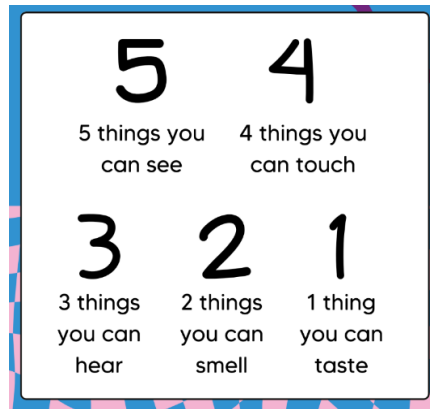 5 4
5 things you 4 things you
can see can touch
3 2 1
3 things 2 things 1 thing
you can you can you can
hear smell taste